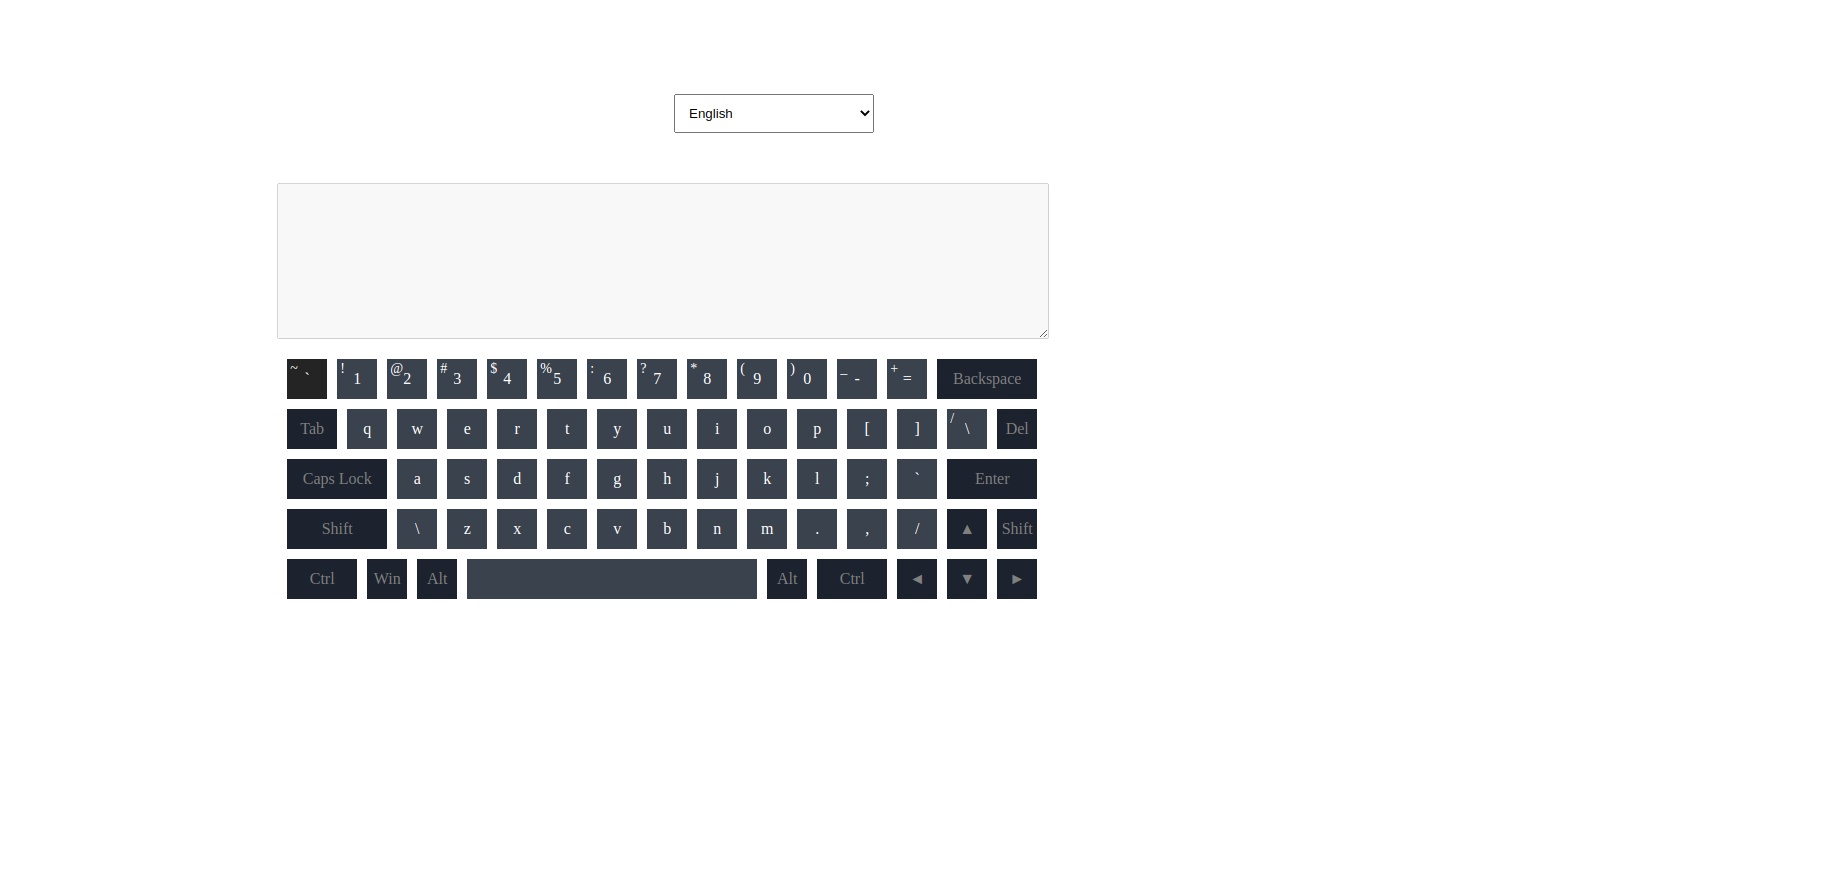 English
~ ` ! 1 @ 2 # 3 $ 4 % 5 : 6 ? 7 * 8 ( 9 ) 0 _ - + = Backspace
Tab q w e r t y u i o p [ ] / \ Del
Caps Lock a s d f g h j k l ; ` Enter
Shift \ z x c v b n m . , / ▲ Shift
Ctrl Win Alt Alt Ctrl ◄ ▼ ►